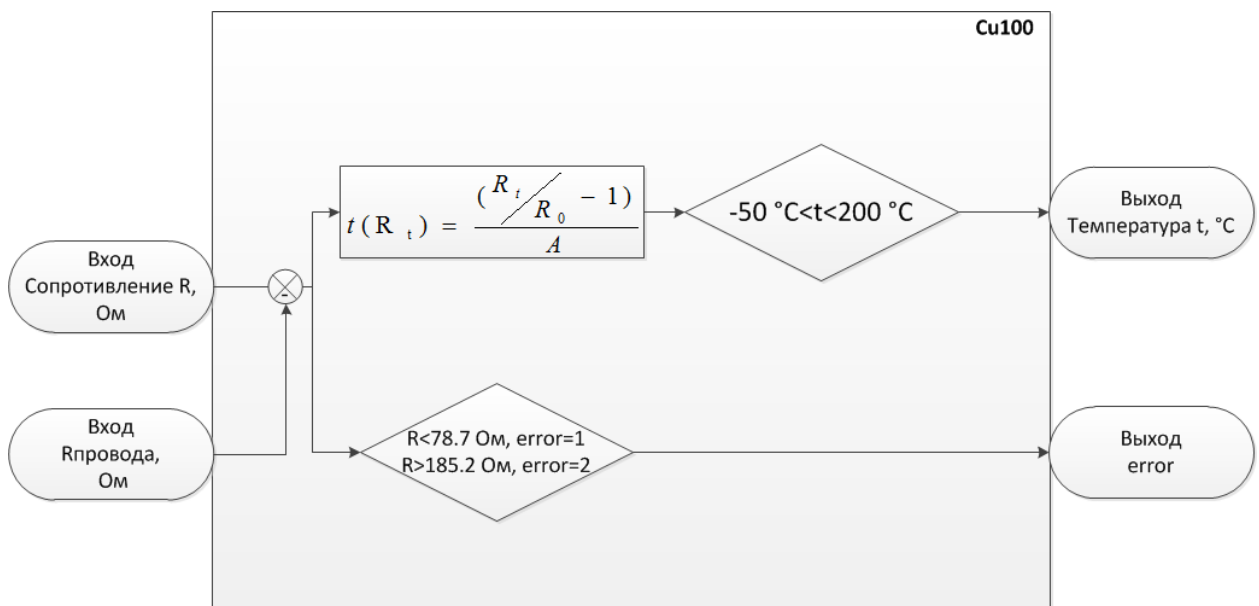 Cu100
t(R t) = (R t / R 0 − 1) / A
-50 °C<t<200 °C
Выход
Температура t, °C
Вход
Сопротивление R,
Ом
-
Вход
Rпровода,
Ом
R<78.7 Ом, error=1
R>185.2 Ом, error=2
Выход
error